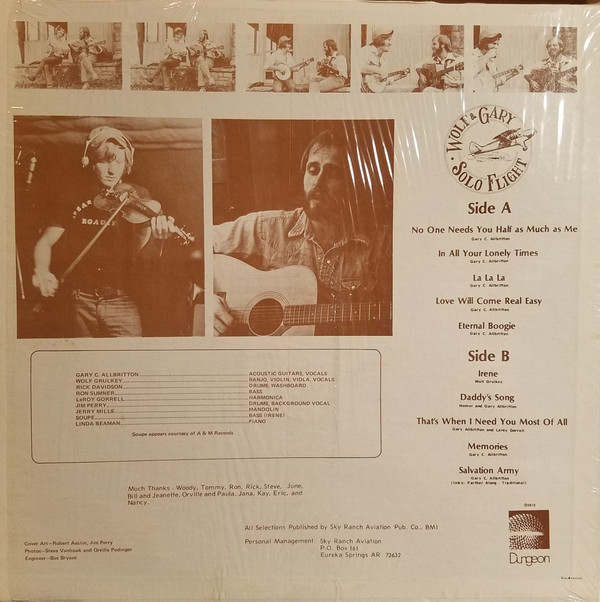 WOLF & GARY
SOLO FLIGHT
Side A
No One Needs You Half as Much as Me
Gary C. Allbritton
In All Your Lonely Times
Gary C. Allbritton
La La La
Gary C. Allbritton
Love Will Come Real Easy
Gary C. Allbritton
Eternal Boogie
Gary C. Allbritton
Side B
Irene
Wolf Grulkey
Daddy's Song
Homer and Gary Allbritton
That's When I Need You Most Of All
Gary Allbritton and Leroy Gorrell
Memories
Gary C. Allbritton
Salvation Army
Gary C. Allbritton
(Intro: Farther Along - Traditional)
GARY C. ALLBRITTON ACOUSTIC GUITARS, VOCALS
WOLF GRULKEY BANJO, VIOLIN, VIOLA, VOCALS
RICK DAVIDSON DRUMS, WASHBOARD
RON SUMNER BASS
LeROY GORRELL HARMONICA
JIM PERRY DRUMS, BACKGROUND VOCAL
JERRY MILLS MANDOLIN
SOUPE BASS (IRENE)
LINDA BEAMAN PIANO
Soupe appears courtesy of A & M Records
Much Thanks - Woody, Tommy, Ron, Rick, Steve, June,
Bill and Jeanette, Orville and Paula, Jana, Kay, Eric, and
Nancy.
All Selections Published by Sky Ranch Aviation Pub. Co., BMI
Personal Management: Sky Ranch Aviation
P.O. Box 161
Eureka Springs AR 72632
Cover Art—Robert Austin, Jim Perry
Photos—Steve Vanhook and Orville Podinger
Engineer—Bus Bryant
Dungeon